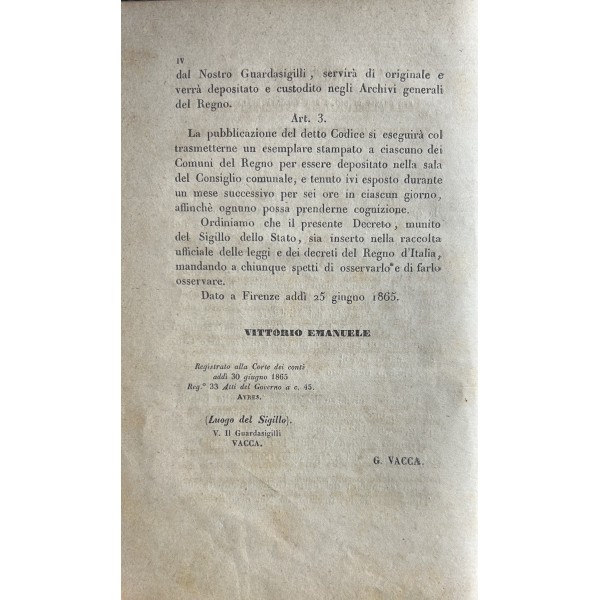 IV
dal Nostro Guardasigilli, servirà di originale e
verrà depositato e custodito negli Archivi generali
del Regno.
Art. 3.
La pubblicazione del detto Codice si eseguirà col
trasmetterne un esemplare stampato a ciascuno dei
Comuni del Regno per essere depositato nella sala
del Consiglio comunale, e tenuto ivi esposto durante
un mese successivo per sei ore in ciascun giorno,
affinchè ognuno possa prenderne cognizione.
Ordiniamo che il presente Decreto, munito
del Sigillo dello Stato, sia inserto nella raccolta
ufficiale delle leggi e dei decreti del Regno d'Italia,
mandando a chiunque spetti di osservarlo e di farlo
osservare.
Dato a Firenze addì 25 giugno 1865.
VITTORIO EMANUELE
Registrato alla Corte dei conti
addì 30 giugno 1865
Reg.° 33 Atti del Governo a c. 45.
AYRES.
(Luogo del Sigillo).
V. Il Guardasigilli
VACCA.
G. VACCA.